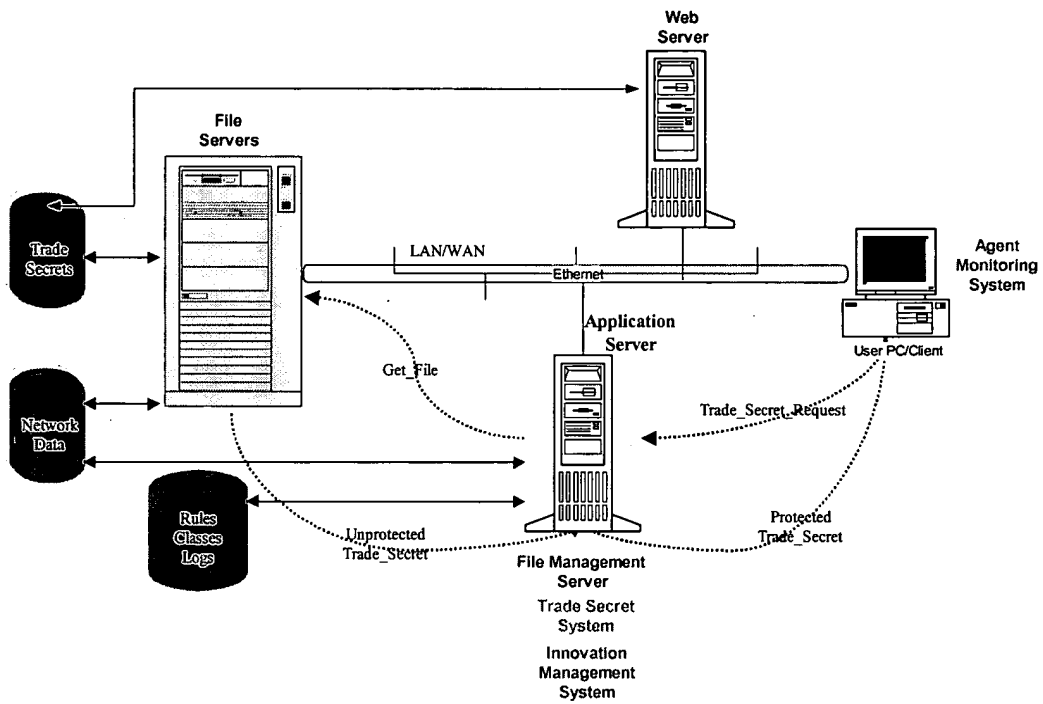 Web
Server
File
Servers
Trade
Secrets
LAN/WAN
Ethernet
Agent
Monitoring
System
Application
Server
User PC/Client
Get_File
Trade_Secret_Request
Network
Data
Rules
Classes
Logs
Unprotected
Trade_Secret
Protected
Trade_Secret
File Management
Server
Trade Secret
System
Innovation
Management
System